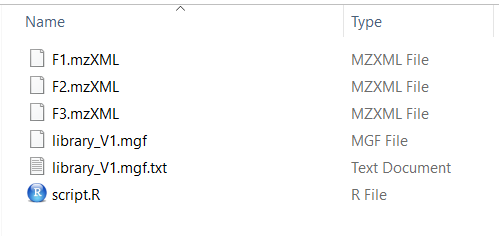 Name Type
F1.mzXML MZXML File
F2.mzXML MZXML File
F3.mzXML MZXML File
library_V1.mgf MGF File
library_V1.mgf.txt Text Document
R script.R R File